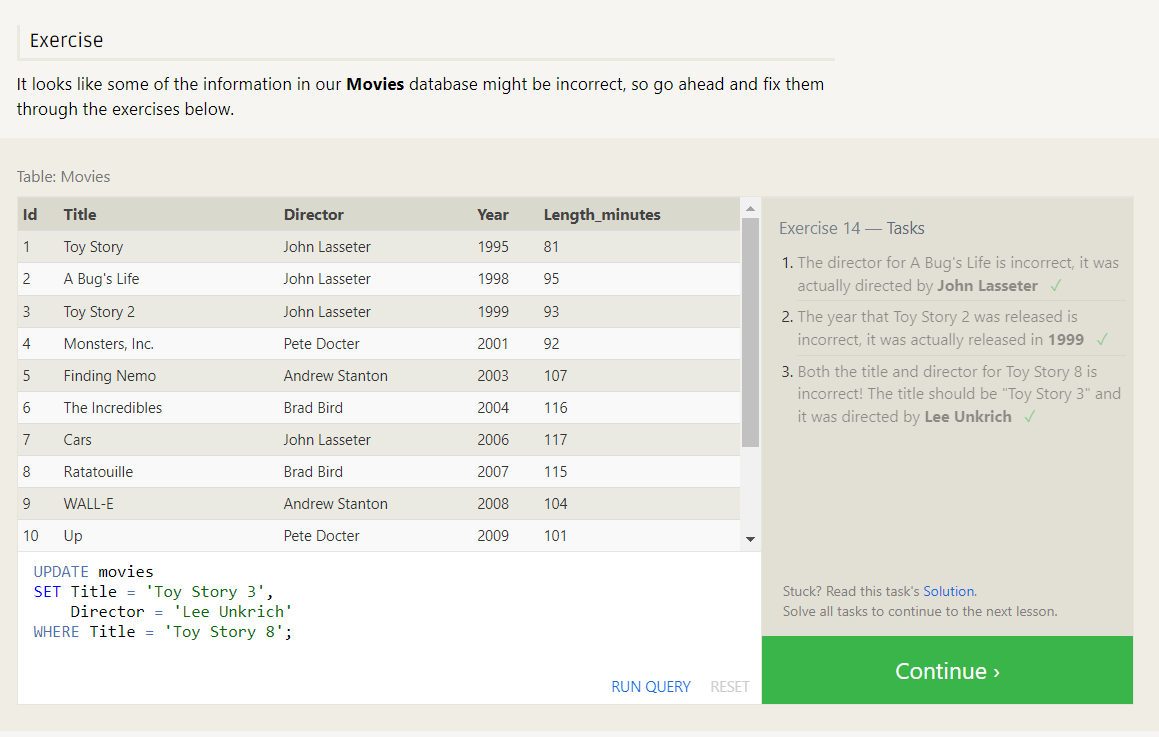 Exercise
It looks like some of the information in our Movies database might be incorrect, so go ahead and fix them
through the exercises below.
Table: Movies
Id Title Director Year Length_minutes
1 Toy Story John Lasseter 1995 81
2 A Bug's Life John Lasseter 1998 95
3 Toy Story 2 John Lasseter 1999 93
4 Monsters, Inc. Pete Docter 2001 92
5 Finding Nemo Andrew Stanton 2003 107
6 The Incredibles Brad Bird 2004 116
7 Cars John Lasseter 2006 117
8 Ratatouille Brad Bird 2007 115
9 WALL-E Andrew Stanton 2008 104
10 Up Pete Docter 2009 101
UPDATE movies
SET Title = 'Toy Story 3',
    Director = 'Lee Unkrich'
WHERE Title = 'Toy Story 8';
RUN QUERY RESET
Exercise 14 — Tasks
1. The director for A Bug's Life is incorrect, it was
actually directed by John Lasseter ✓
2. The year that Toy Story 2 was released is
incorrect, it was actually released in 1999 ✓
3. Both the title and director for Toy Story 8 is
incorrect! The title should be "Toy Story 3" and
it was directed by Lee Unkrich ✓
Stuck? Read this task's Solution.
Solve all tasks to continue to the next lesson.
Continue ›